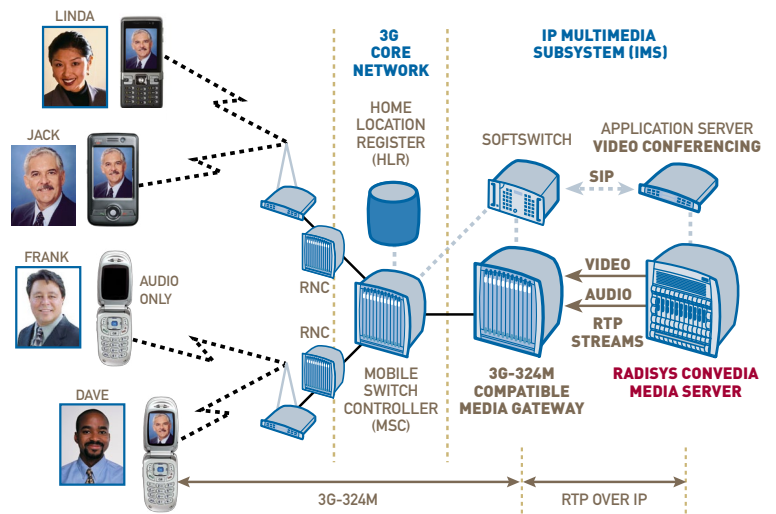 LINDA
JACK
FRANK
AUDIO
ONLY
DAVE
3G
CORE
NETWORK
HOME
LOCATION
REGISTER
(HLR)
RNC
RNC
MOBILE
SWITCH
CONTROLLER
(MSC)
IP MULTIMEDIA
SUBSYSTEM (IMS)
SOFTSWITCH
APPLICATION SERVER
VIDEO CONFERENCING
SIP
VIDEO
AUDIO
RTP
STREAMS
3G-324M
COMPATIBLE
MEDIA GATEWAY
RADISYS CONVEDIA
MEDIA SERVER
3G-324M
RTP OVER IP